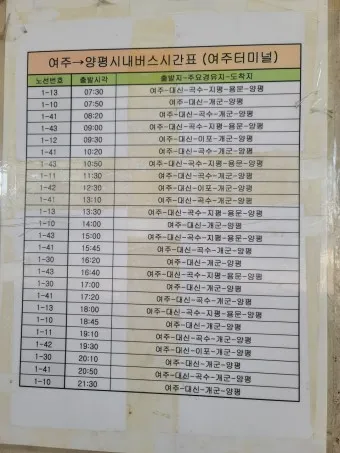 여주→양평시내버스시간표 (여주터미널)
노선번호 출발시각 출발지-주요경유지-도착지
1-13 07:30 여주-대신-곡수-지평-용문-양평
1-10 07:50 여주-대신-개군-양평
1-41 08:20 여주-대신-곡수-개군-양평
1-43 09:00 여주-대신-곡수-지평-용문-양평
1-12 09:30 여주-대신-이포-개군-양평
1-41 10:20 여주-대신-곡수-개군-양평
1-43 10:50 여주-대신-곡수-지평-용문-양평
1-11 11:30 여주-대신-곡수-개군-양평
1-42 12:30 여주-대신-이포-개군-양평
1-41 13:10 여주-대신-곡수-개군-양평
1-13 13:30 여주-대신-곡수-지평-용문-양평
1-10 14:00 여주-대신-개군-양평
1-43 15:00 여주-대신-곡수-지평-용문-양평
1-41 15:45 여주-대신-곡수-개군-양평
1-30 16:20 여주-대신-개군-양평
1-43 16:40 여주-대신-곡수-지평-용문-양평
1-30 17:00 여주-대신-개군-양평
1-41 17:20 여주-대신-곡수-개군-양평
1-13 18:00 여주-대신-곡수-지평-용문-양평
1-10 18:45 여주-대신-개군-양평
1-11 19:10 여주-대신-곡수-개군-양평
1-42 19:30 여주-대신-이포-개군-양평
1-30 20:10 여주-대신-개군-양평
1-41 20:50 여주-대신-곡수-개군-양평
1-10 21:30 여주-대신-개군-양평